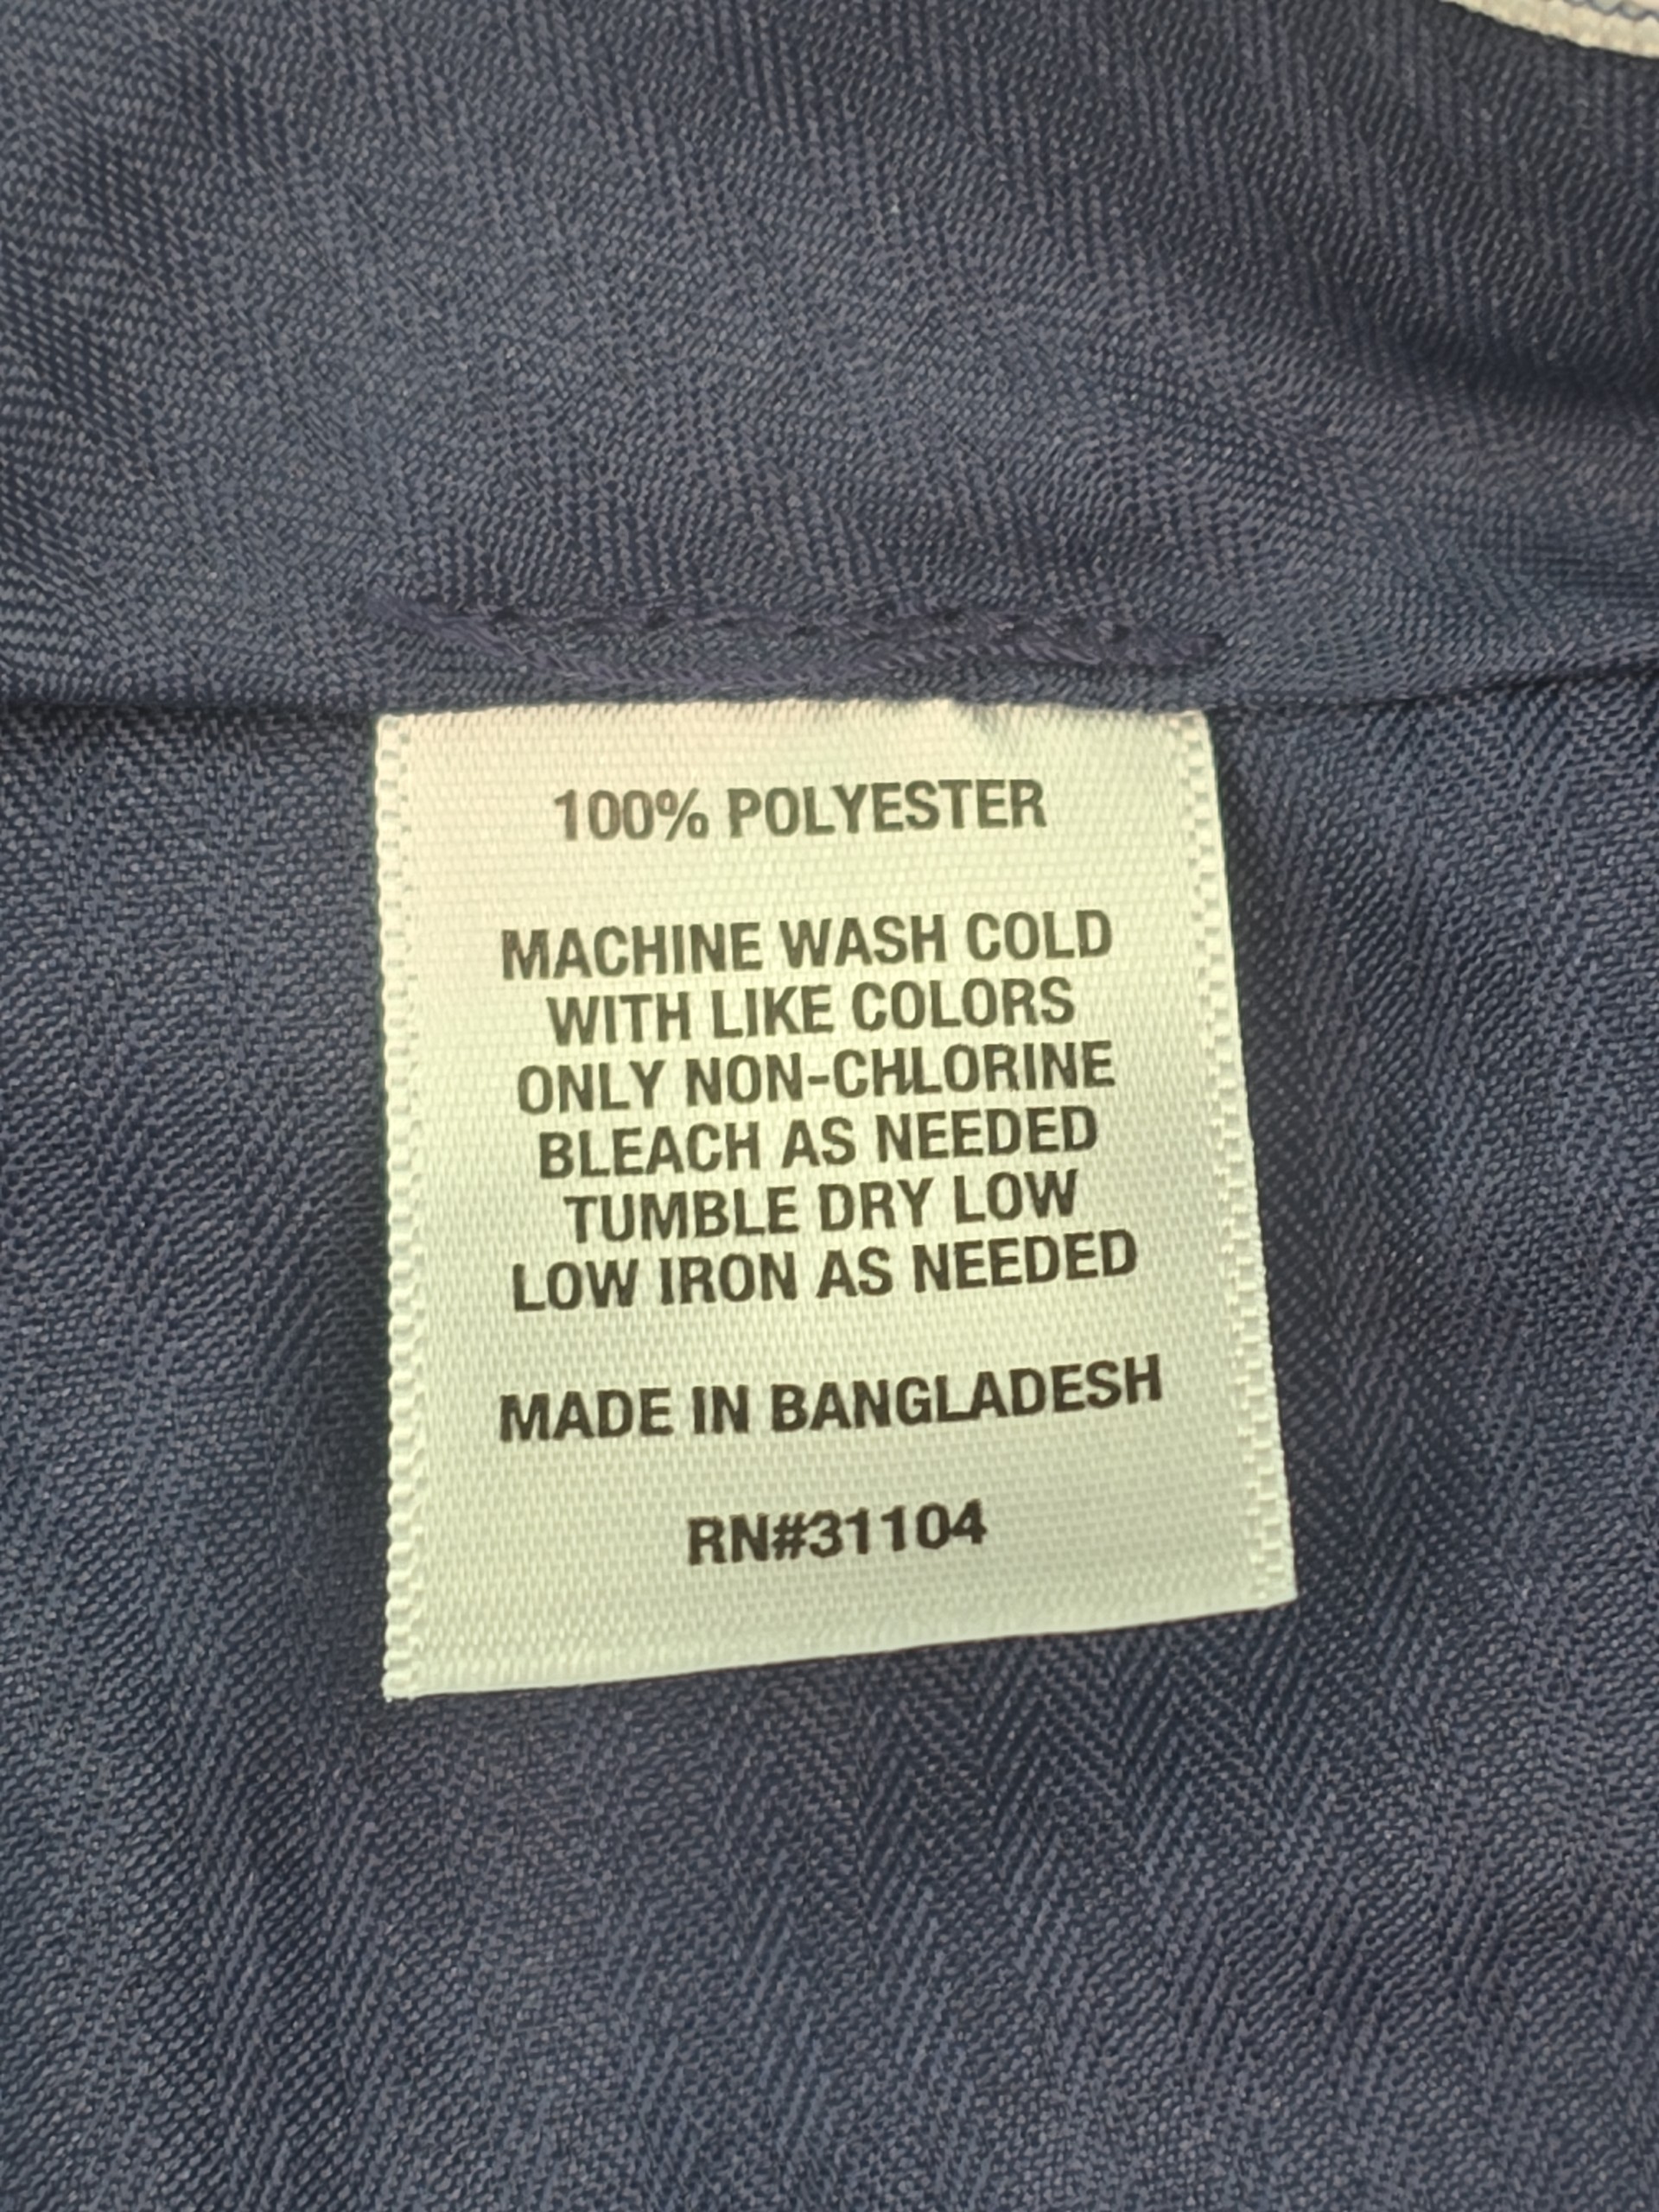 100% POLYESTER
MACHINE WASH COLD
WITH LIKE COLORS
ONLY NON-CHLORINE
BLEACH AS NEEDED
TUMBLE DRY LOW
LOW IRON AS NEEDED
MADE IN BANGLADESH
RN#31104